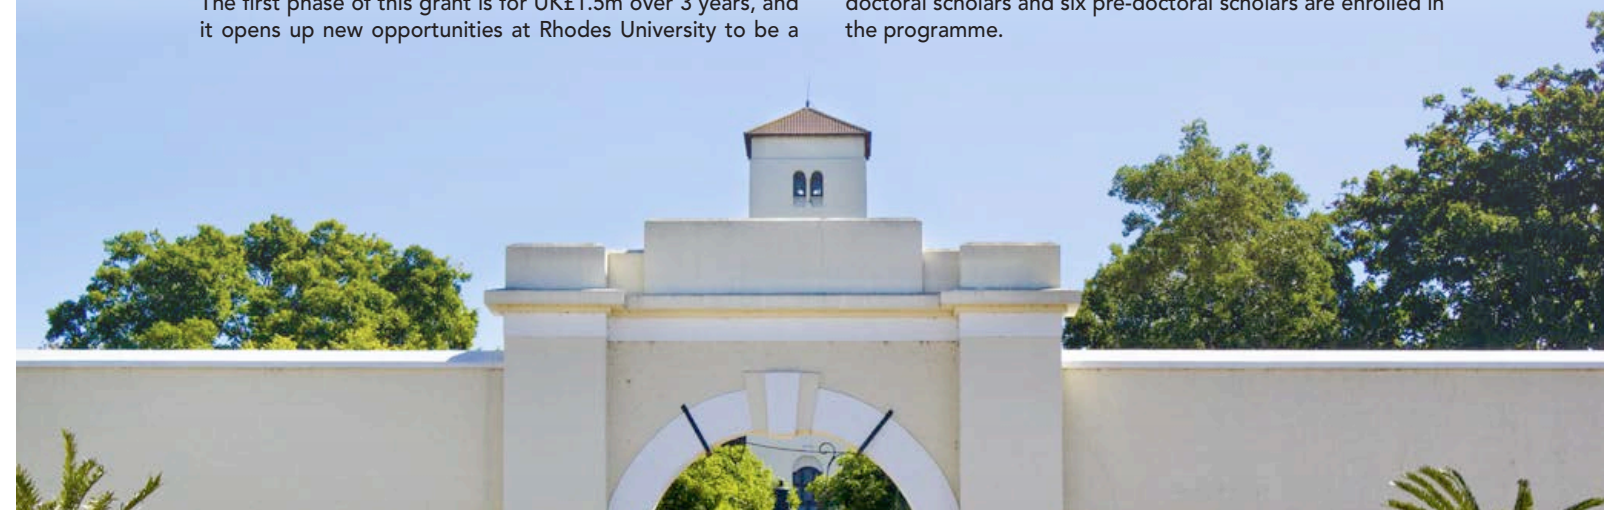 The first phase of this grant is for UK£1.5m over 3 years, and
it opens up new opportunities at Rhodes University to be a
doctoral scholars and six pre-doctoral scholars are enrolled in
the programme.